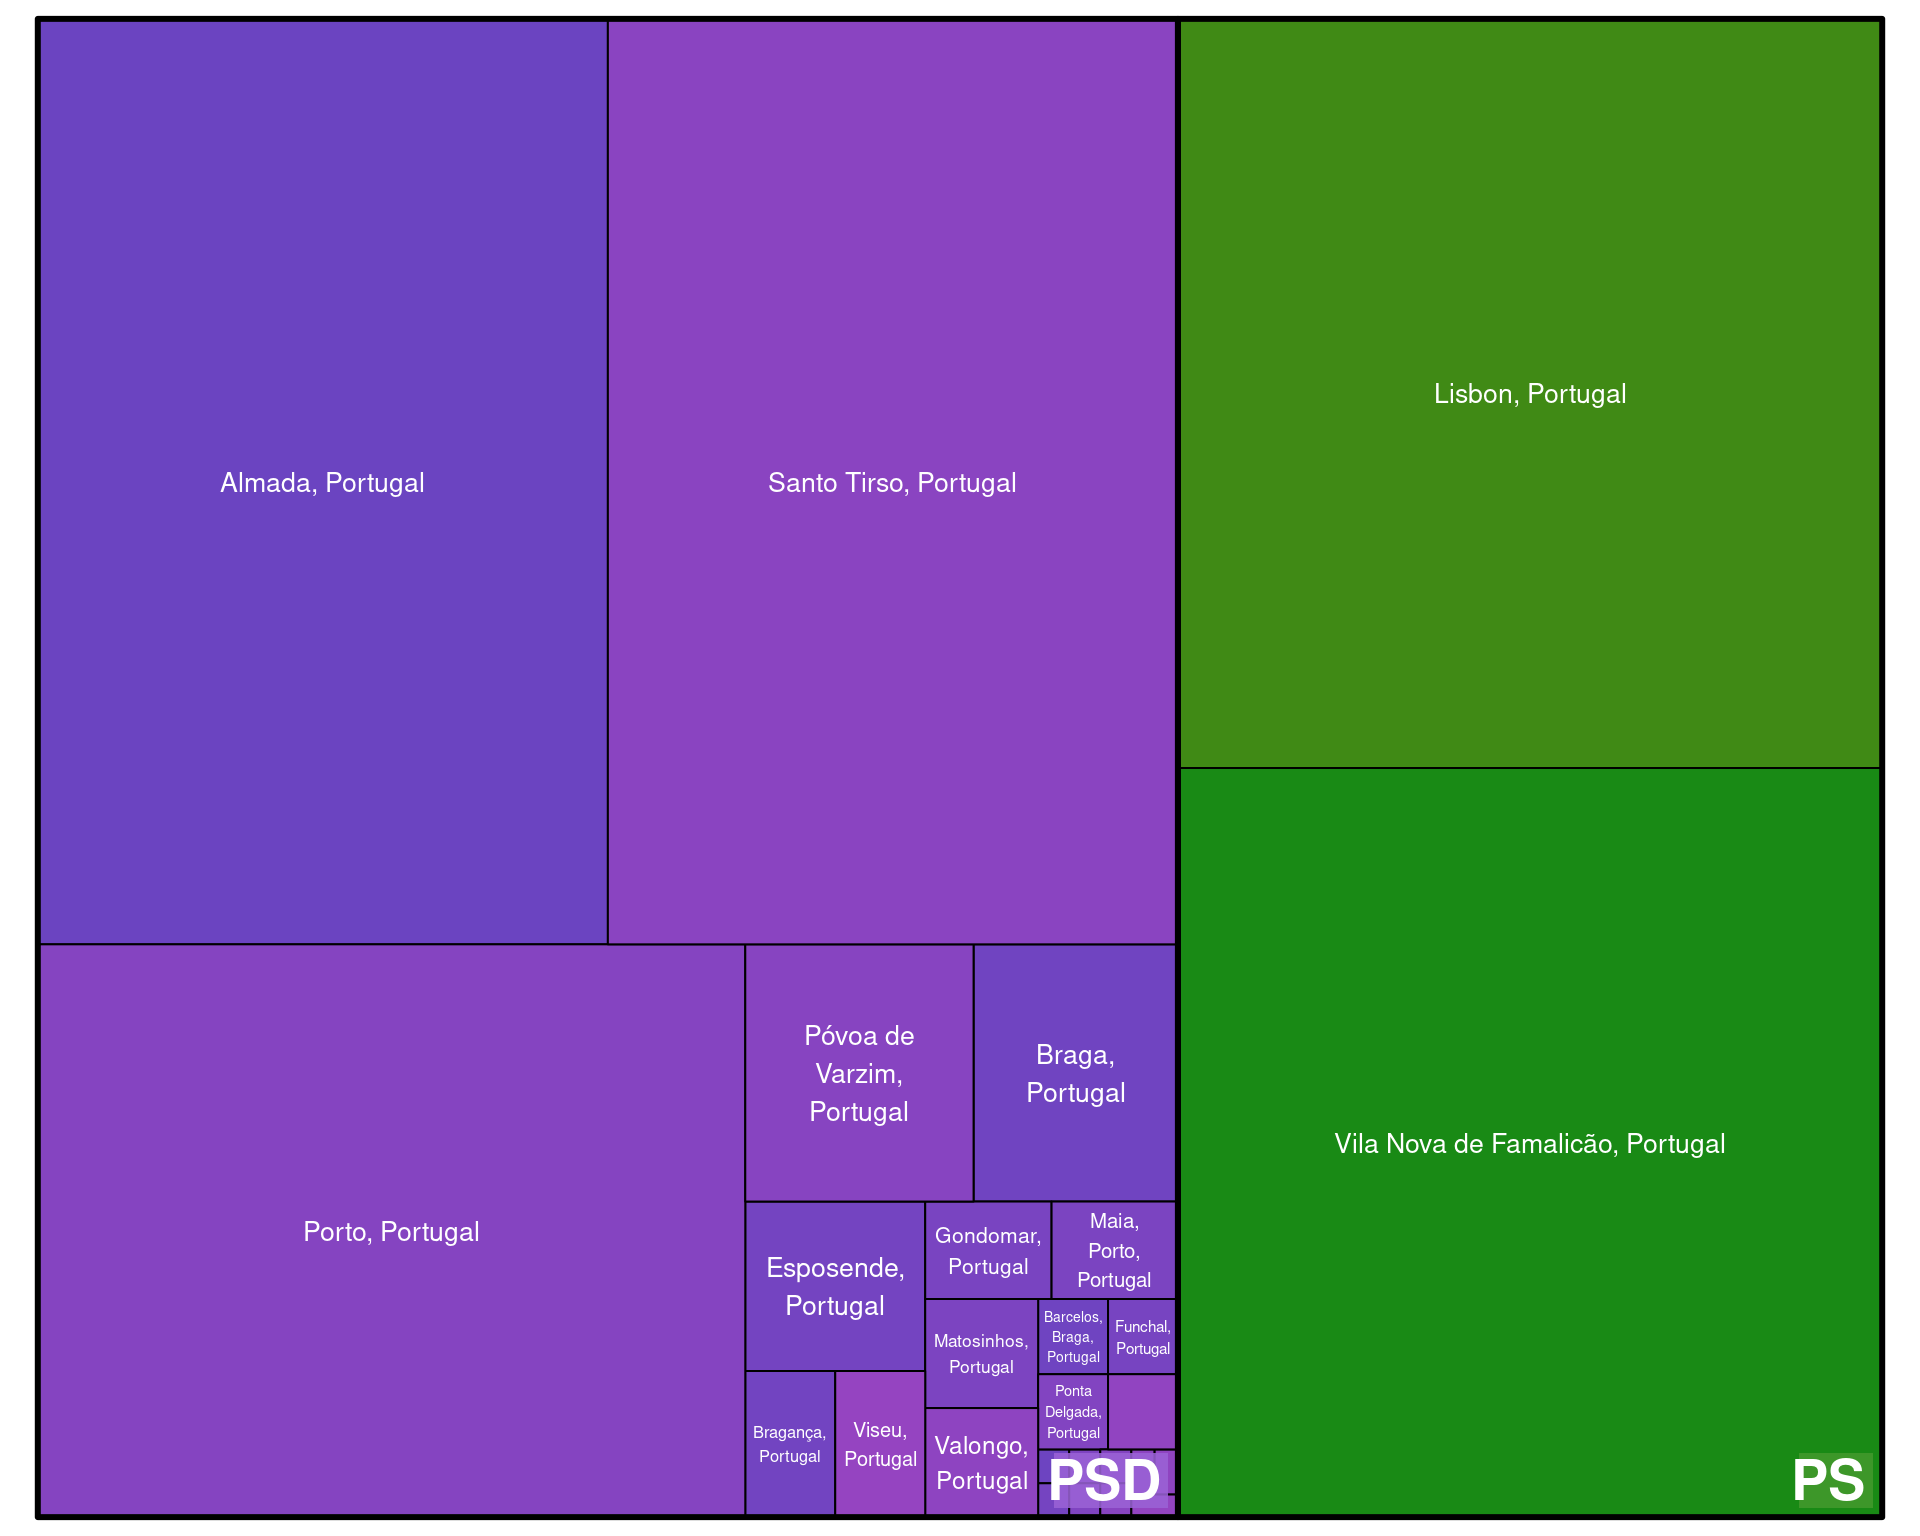 Almada, Portugal
Santo Tirso, Portugal
Lisbon, Portugal
Porto, Portugal
Póvoa de
Varzim,
Portugal
Braga,
Portugal
Vila Nova de Famalicão, Portugal
Esposende,
Portugal
Gondomar,
Portugal
Maia,
Porto,
Portugal
Matosinhos,
Portugal
Barcelos,
Braga,
Portugal
Funchal,
Portugal
Ponta
Delgada,
Portugal
Bragança,
Portugal
Viseu,
Portugal
Valongo,
Portugal
PSD
PS